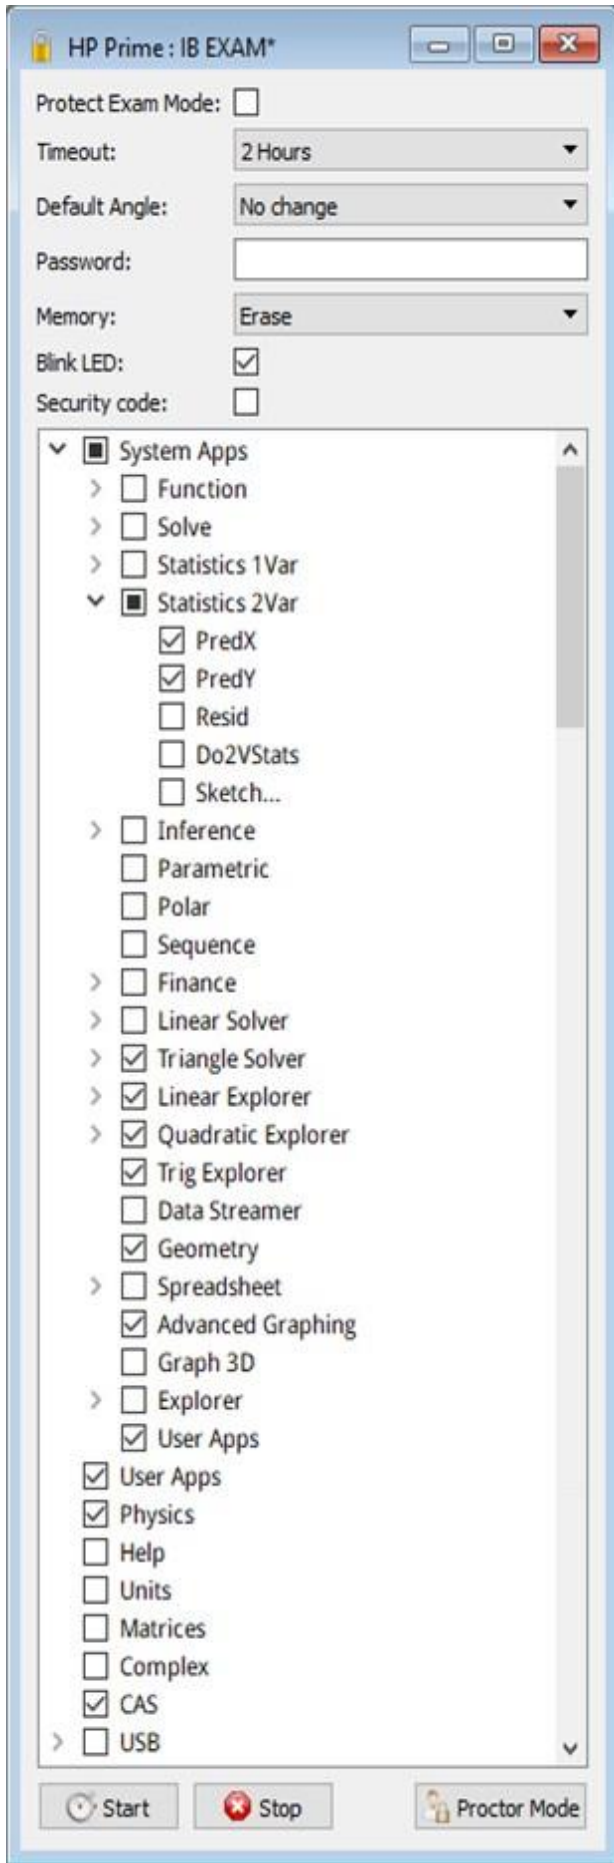 HP Prime : IB EXAM*
Protect Exam Mode:
Timeout: 2 Hours
Default Angle: No change
Password:
Memory: Erase
Blink LED:
Security code:
System Apps
Function
Solve
Statistics 1Var
Statistics 2Var
PredX
PredY
Resid
Do2VStats
Sketch...
Inference
Parametric
Polar
Sequence
Finance
Linear Solver
Triangle Solver
Linear Explorer
Quadratic Explorer
Trig Explorer
Data Streamer
Geometry
Spreadsheet
Advanced Graphing
Graph 3D
Explorer
User Apps
User Apps
Physics
Help
Units
Matrices
Complex
CAS
USB
Start Stop Proctor Mode